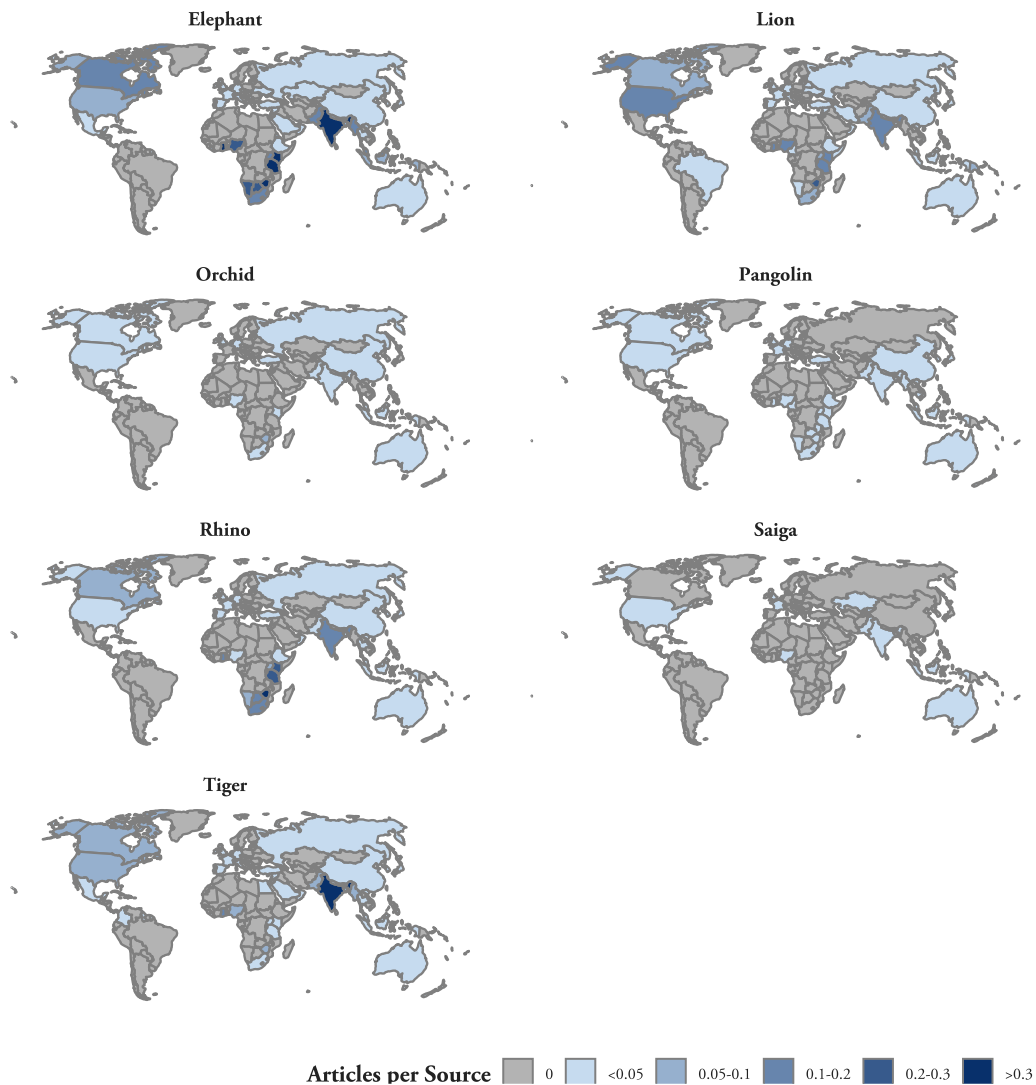 Elephant
Lion
Orchid
Pangolin
Rhino
Saiga
Tiger
Articles per Source 0 <0.05 0.05-0.1 0.1-0.2 0.2-0.3 >0.3